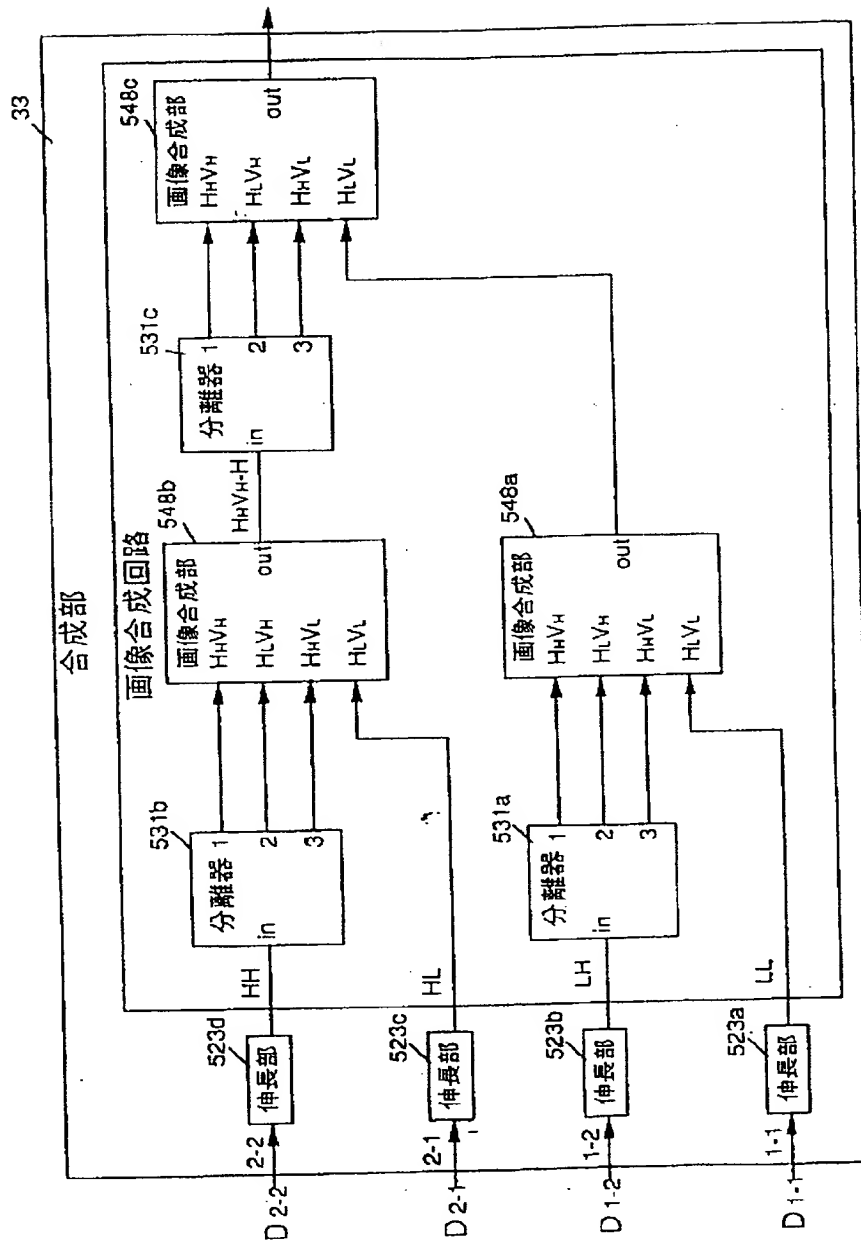 33
合成部
画像合成回路
548c
画像合成部
HHVH
HLVH
HHVL
HLVL
out
531c
分離器
in
1
2
3
HHVH-H
548b
画像合成部
HHVH
HLVH
HHVL
HLVL
out
548a
画像合成部
HHVH
HLVH
HHVL
HLVL
out
531b
分離器
in
1
2
3
531a
分離器
in
1
2
3
HH
HL
LH
LL
523d
伸長部
523c
伸長部
523b
伸長部
523a
伸長部
2-2
2-1
1-2
1-1
D2-2
D2-1
D1-2
D1-1